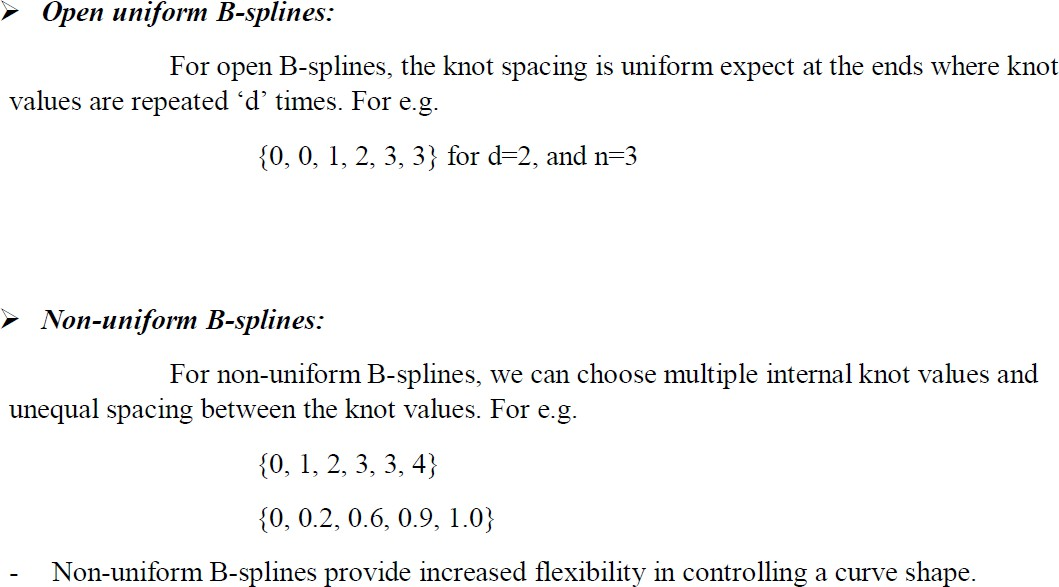 ➢ Open uniform B-splines:
For open B-splines, the knot spacing is uniform expect at the ends where knot
values are repeated ‘d’ times. For e.g.
{0, 0, 1, 2, 3, 3} for d=2, and n=3
➢ Non-uniform B-splines:
For non-uniform B-splines, we can choose multiple internal knot values and
unequal spacing between the knot values. For e.g.
{0, 1, 2, 3, 3, 4}
{0, 0.2, 0.6, 0.9, 1.0}
- Non-uniform B-splines provide increased flexibility in controlling a curve shape.